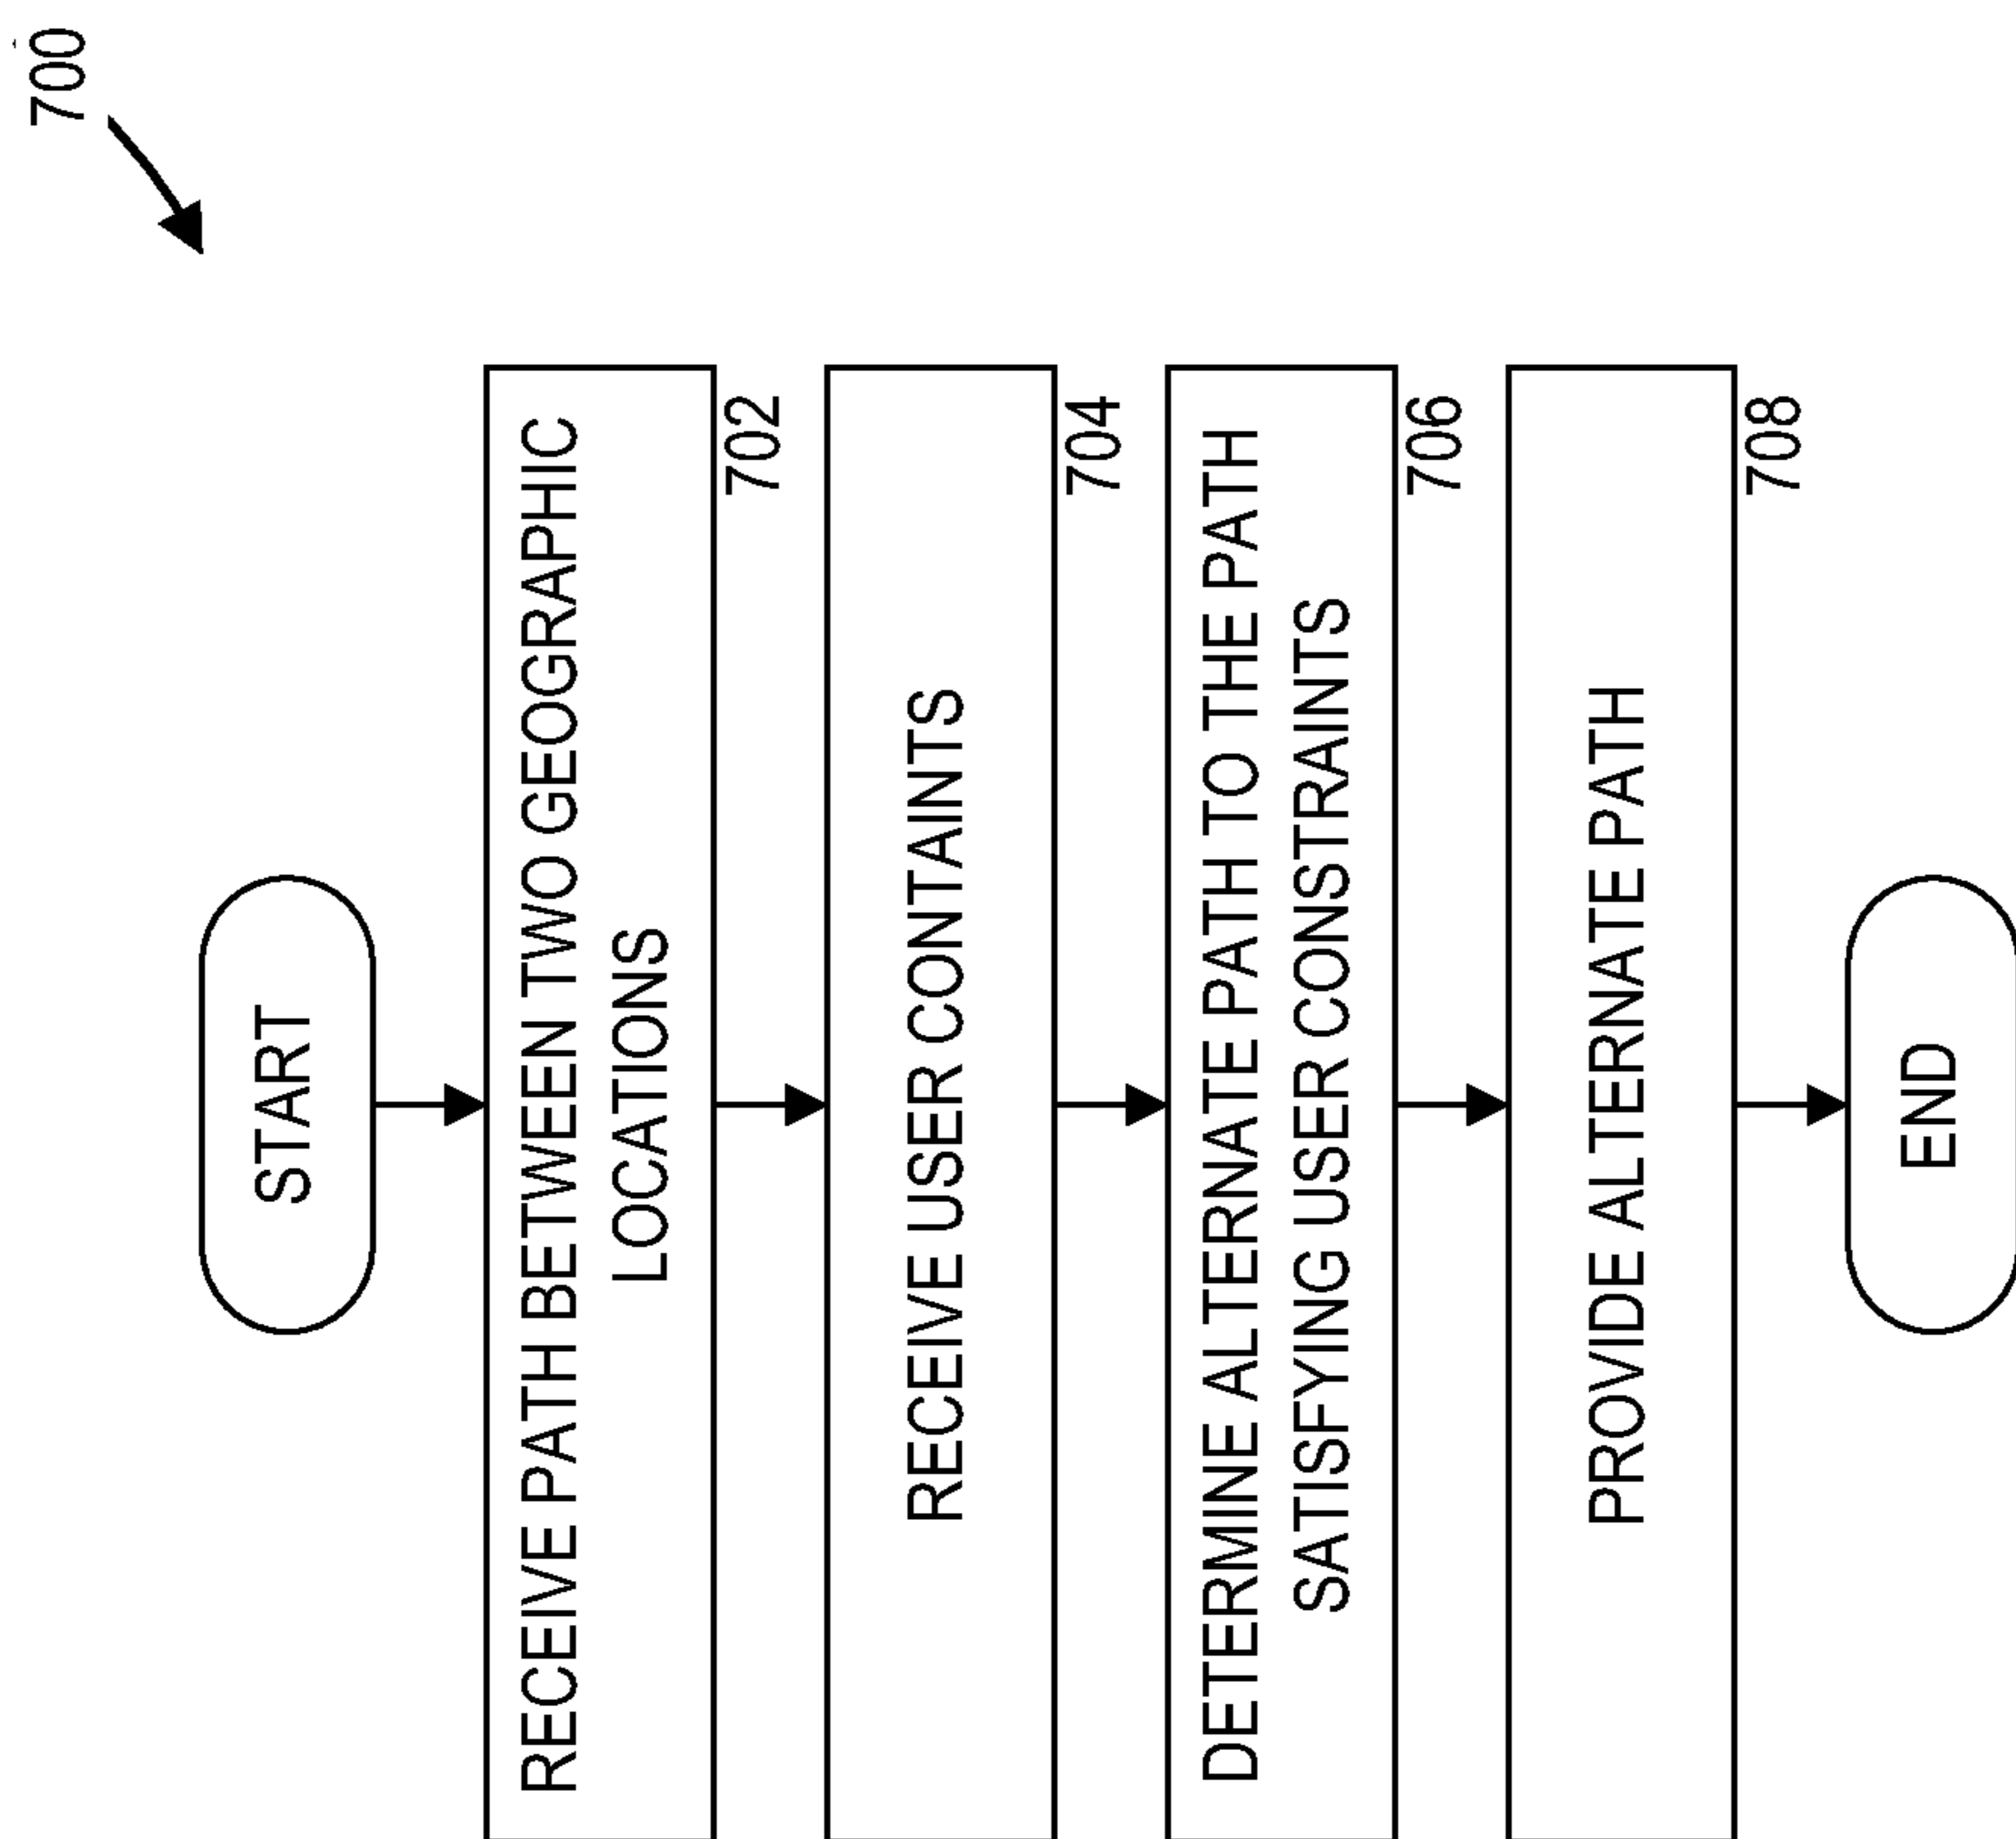 700
START
RECEIVE PATH BETWEEN TWO GEOGRAPHIC
LOCATIONS
702
RECEIVE USER CONTAINTS
704
DETERMINE ALTERNATE PATH TO THE PATH
SATISFYING USER CONSTRAINTS
706
PROVIDE ALTERNATE PATH
708
END